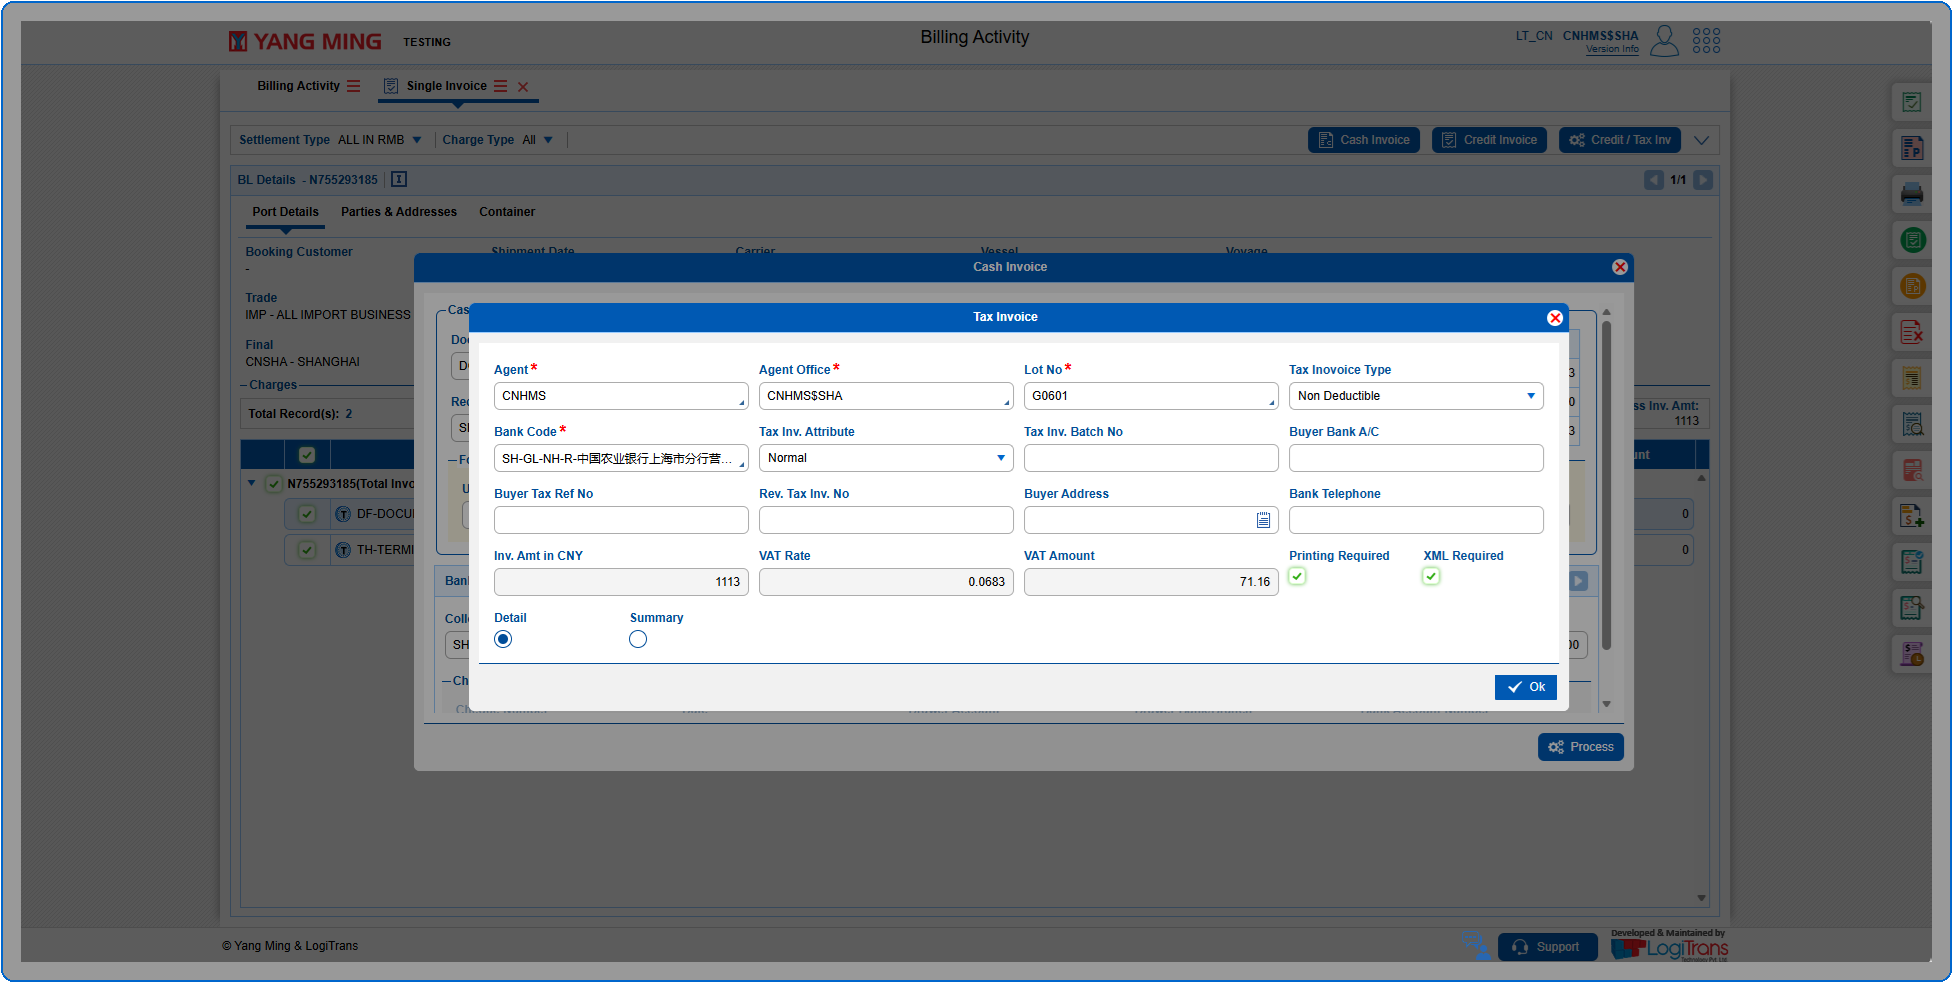 YANG MING TESTING
Billing Activity
LT_CN CNHMS$SHA
Version Info
Billing Activity
Single Invoice
Settlement Type ALL IN RMB Charge Type All
Cash Invoice
Credit Invoice
Credit / Tax Inv
BL Details - N755293185
1/1
Port Details Parties & Addresses Container
Booking Customer Shipment Date Carrier Vessel Voyage
-
Cash Invoice
Trade
IMP - ALL IMPORT BUSINESS
Final
CNSHA - SHANGHAI
Charges
Total Record(s): 2
ss Inv. Amt:
1113
N755293185(Total Invo
DF-DOCU
0
TH-TERMI
0
Tax Invoice
Agent* Agent Office* Lot No* Tax Inovoice Type
CNHMS CNHMS$SHA G0601 Non Deductible
Bank Code* Tax Inv. Attribute Tax Inv. Batch No Buyer Bank A/C
SH-GL-NH-R-中国农业银行上海市分行营... Normal
Buyer Tax Ref No Rev. Tax Inv. No Buyer Address Bank Telephone
Inv. Amt in CNY VAT Rate VAT Amount Printing Required XML Required
1113 0.0683 71.16
Detail Summary
Ok
Process
© Yang Ming & LogiTrans
Support
Developed & Maintained by
LogiTrans